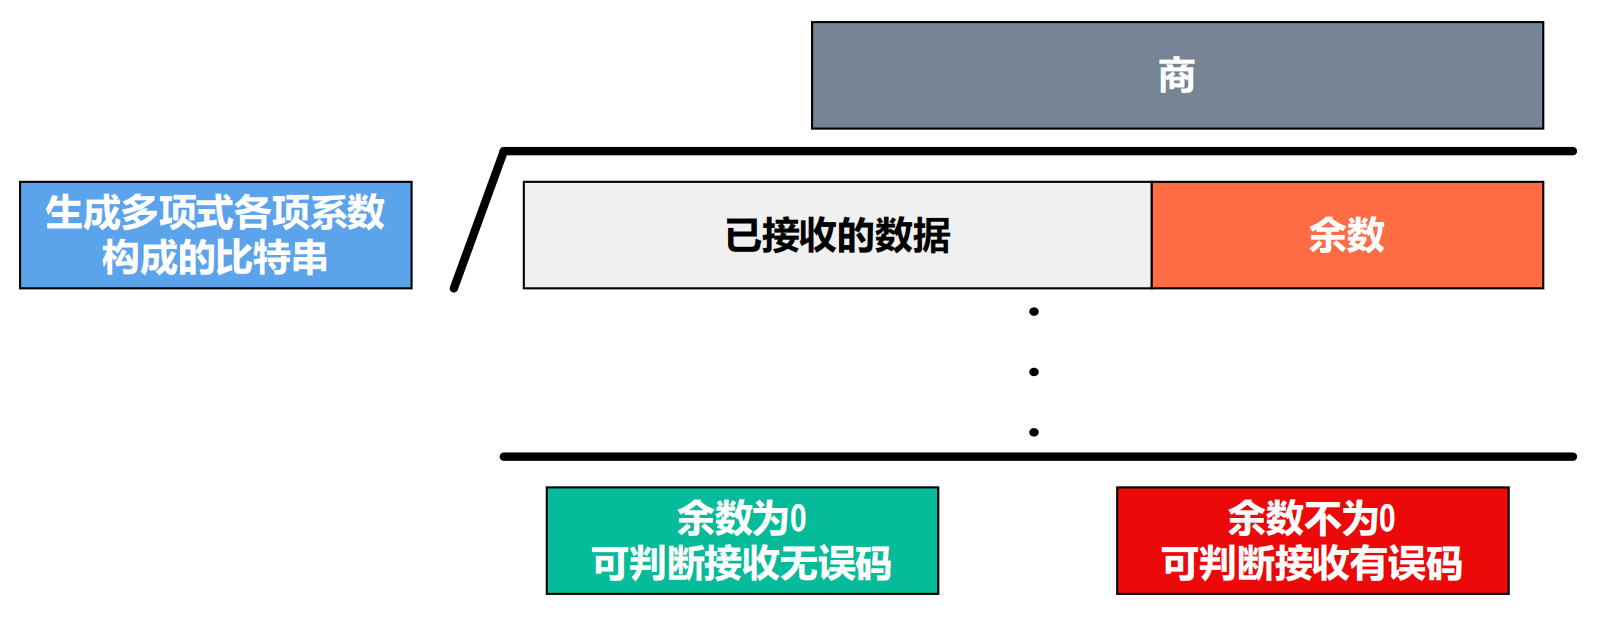 商
生成多项式各项系数
构成的比特串
已接收的数据
余数
余数为0
可判断接收无误码
余数不为0
可判断接收有误码